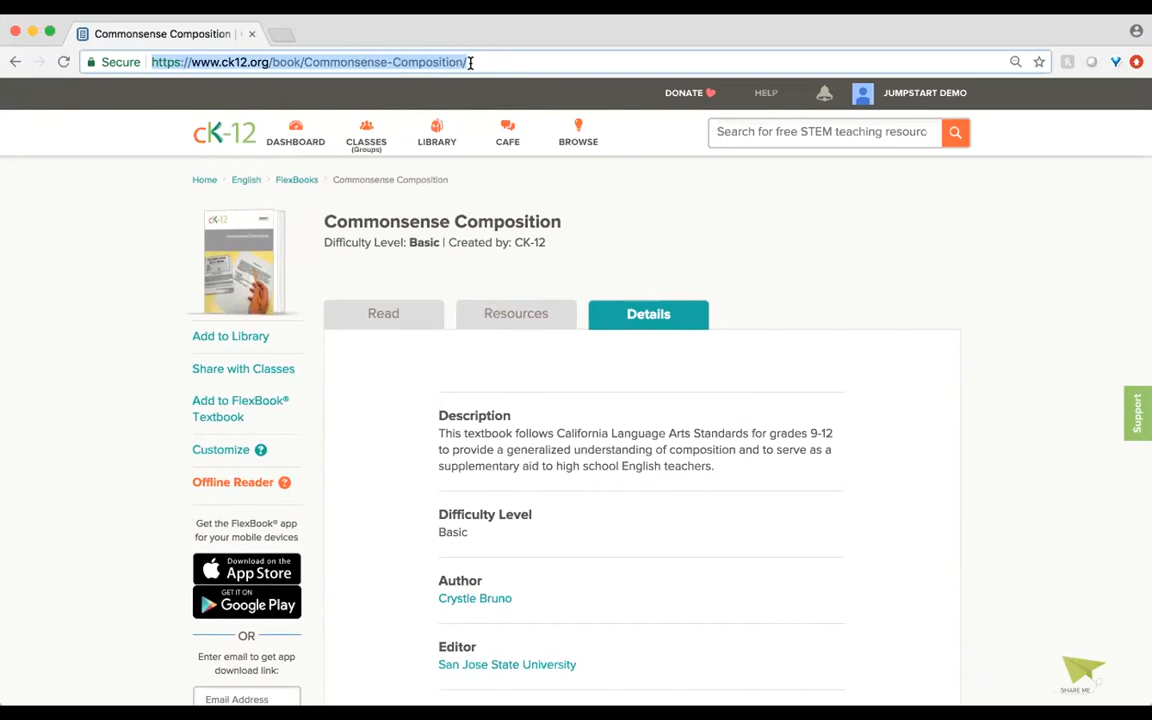 Commonsense Composition |
Secure https://www.ck12.org/book/Commonsense-Composition/
DONATE HELP JUMPSTART DEMO
cK-12 DASHBOARD CLASSES (Groups) LIBRARY CAFE BROWSE
Search for free STEM teaching resourc
Home English FlexBooks Commonsense Composition
cK-12
Commonsense Composition
Difficulty Level: Basic | Created by: CK-12
Read Resources Details
Add to Library
Share with Classes
Add to FlexBook®
Textbook
Customize ?
Offline Reader ?
Get the FlexBook® app
for your mobile devices
Download on the
App Store
GET IT ON
Google Play
OR
Enter email to get app
download link:
Email Address
Description
This textbook follows California Language Arts Standards for grades 9-12
to provide a generalized understanding of composition and to serve as a
supplementary aid to high school English teachers.
Difficulty Level
Basic
Author
Crystle Bruno
Editor
San Jose State University
Support
SHARE ME